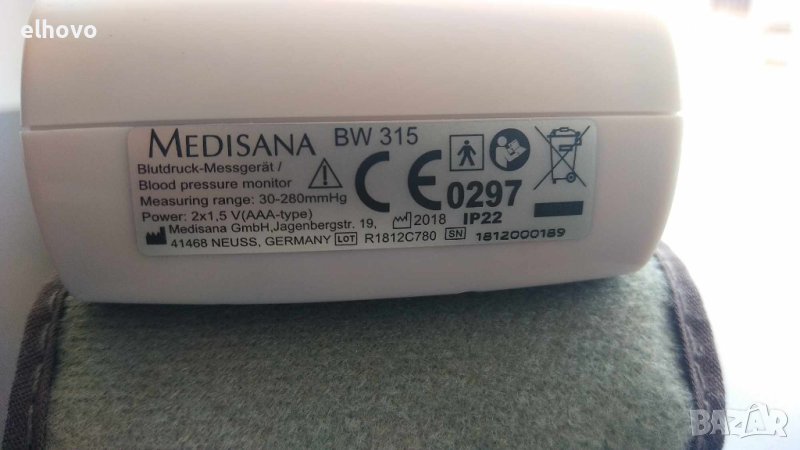 elhovo
MEDISANA BW 315
Blutdruck-Messgerät /
Blood pressure monitor
Measuring range: 30-280mmHg
Power: 2x1,5 V(AAA-type)
Medisana GmbH,Jagenbergstr. 19,
41468 NEUSS, GERMANY
CE 0297
2018 IP22
LOT R1812C780 SN 1812000189
BAZAR